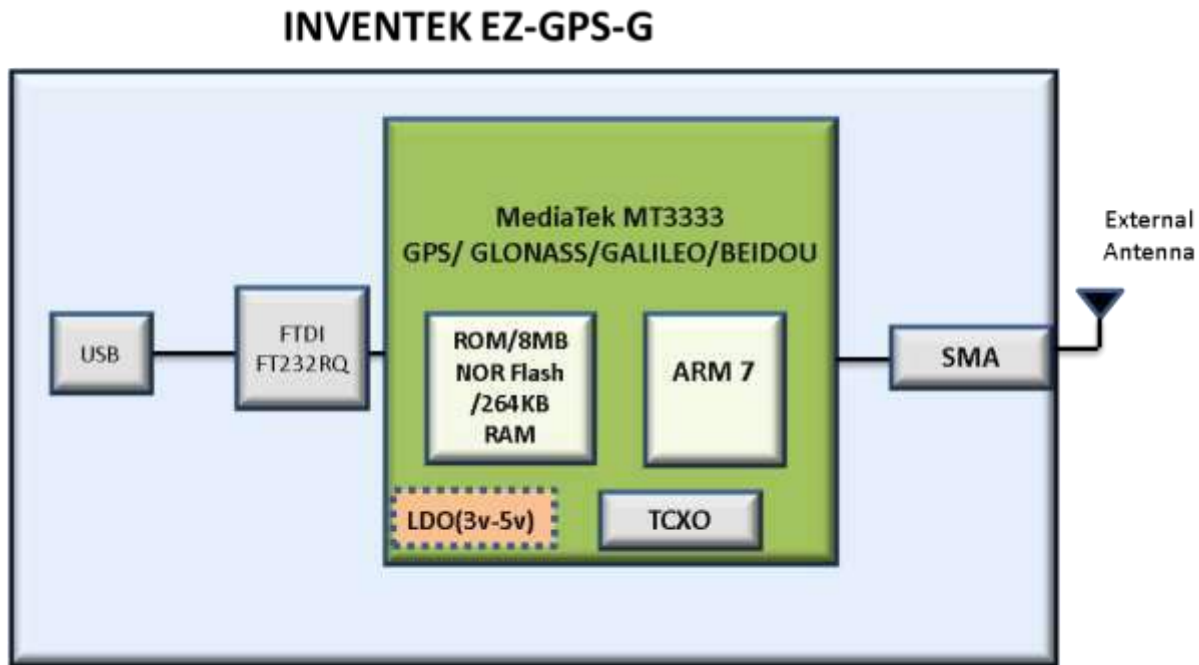 INVENTEK EZ-GPS-G
MediaTek MT3333
GPS/ GLONASS/GALILEO/BEIDOU
External
Antenna
USB
FTDI
FT232RQ
ROM/8MB
NOR Flash
/264KB
RAM
ARM 7
SMA
LDO(3v-5v)
TCXO